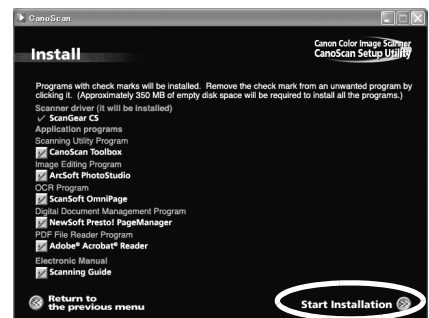 CanoScan
Install
Canon Color Image Scanner
CanoScan Setup Utility
Programs with check marks will be installed. Remove the check mark from an unwanted program by
clicking it. (Approximately 350 MB of empty disk space will be required to install all the programs.)
Scanner driver (it will be installed)
ScanGear CS
Application programs
Scanning Utility Program
CanoScan Toolbox
Image Editing Program
ArcSoft PhotoStudio
OCR Program
ScanSoft OmniPage
Digital Document Management Program
NewSoft Presto! PageManager
PDF File Reader Program
Adobe® Acrobat® Reader
Electronic Manual
Scanning Guide
Return to
the previous menu
Start Installation